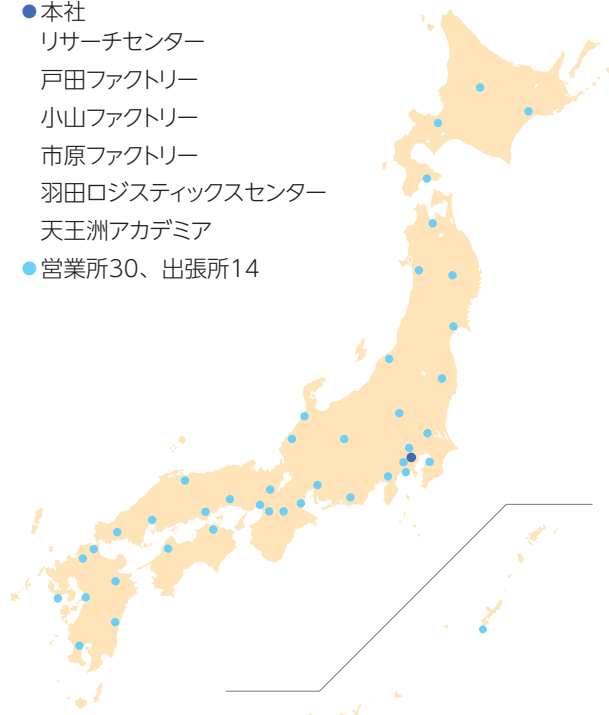 本社
リサーチセンター
戸田ファクトリー
小山ファクトリー
市原ファクトリー
羽田ロジスティックスセンター
天王洲アカデミア
営業所30、出張所14